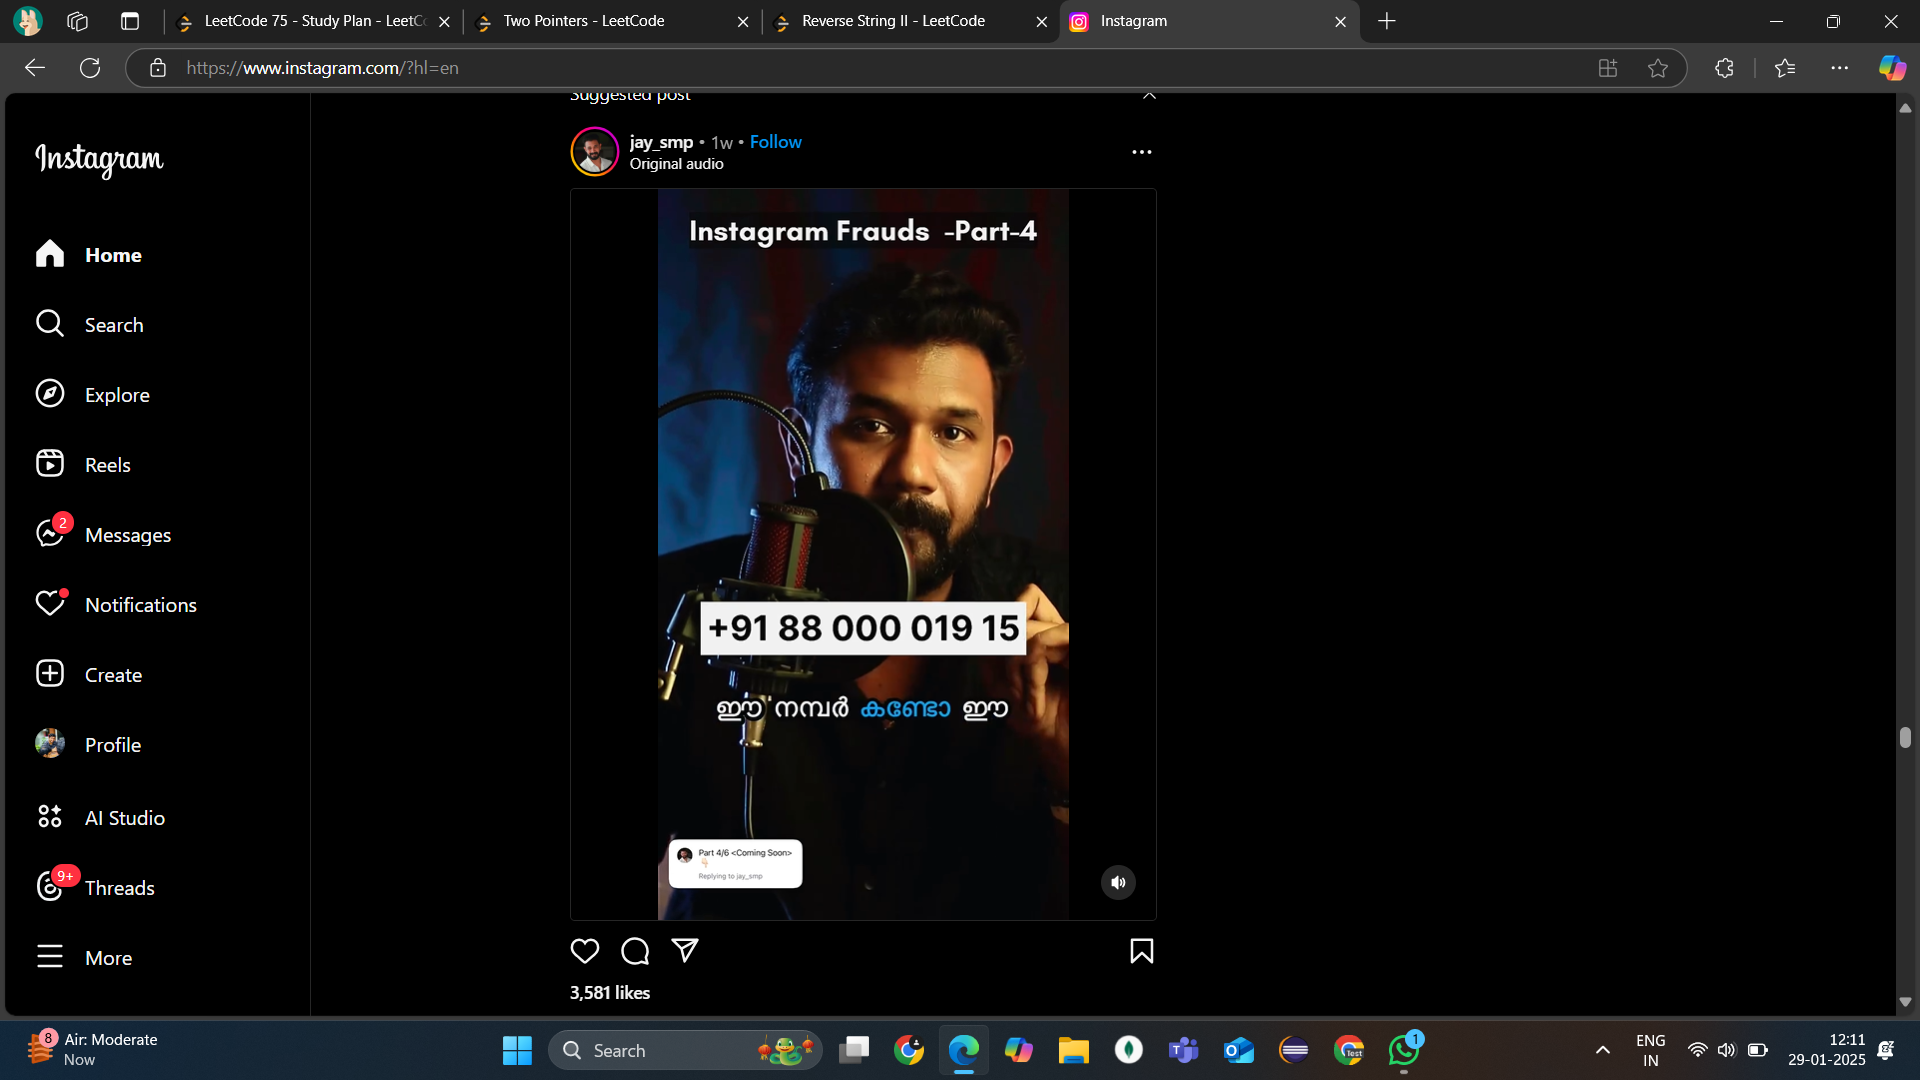 LeetCode 75 - Study Plan - LeetC
Two Pointers - LeetCode
Reverse String II - LeetCode
Instagram
https://www.instagram.com/?hl=en
Suggested post
Instagram
jay_smp • 1w • Follow
Original audio
Home
Search
Explore
Reels
2
Messages
Notifications
Create
Profile
AI Studio
9+
Threads
More
Instagram Frauds -Part-4
+91 88 000 019 15
ഈ നമ്പർ കണ്ടോ ഈ
Part 4/6 <Coming Soon>
👇🏻
Replying to jay_smp
3,581 likes
8
Air: Moderate
Now
Search
Test
1
ENG
IN
12:11
29-01-2025